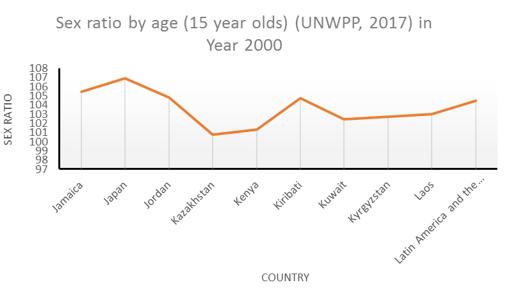 Sex ratio by age (15 year olds) (UNWPP, 2017) in
Year 2000
SEX RATIO
108
107
106
105
104
103
102
101
100
99
98
97
Jamaica
Japan
Jordan
Kazakhstan
Kenya
Kiribati
Kuwait
Kyrgyzstan
Laos
Latin America and the...
COUNTRY